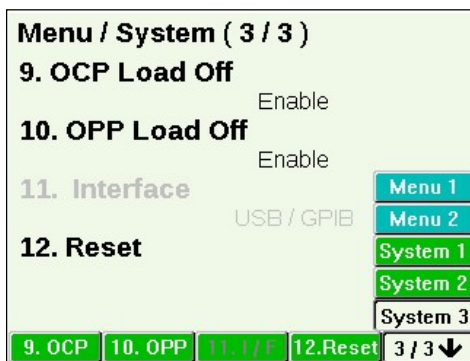 Menu / System ( 3 / 3 )
9. OCP Load Off
Enable
10. OPP Load Off
Enable
11. Interface
USB / GPIB
12. Reset
Menu 1
Menu 2
System 1
System 2
System 3
9. OCP 10. OPP 11. I / F 12.Reset 3 / 3 ↓